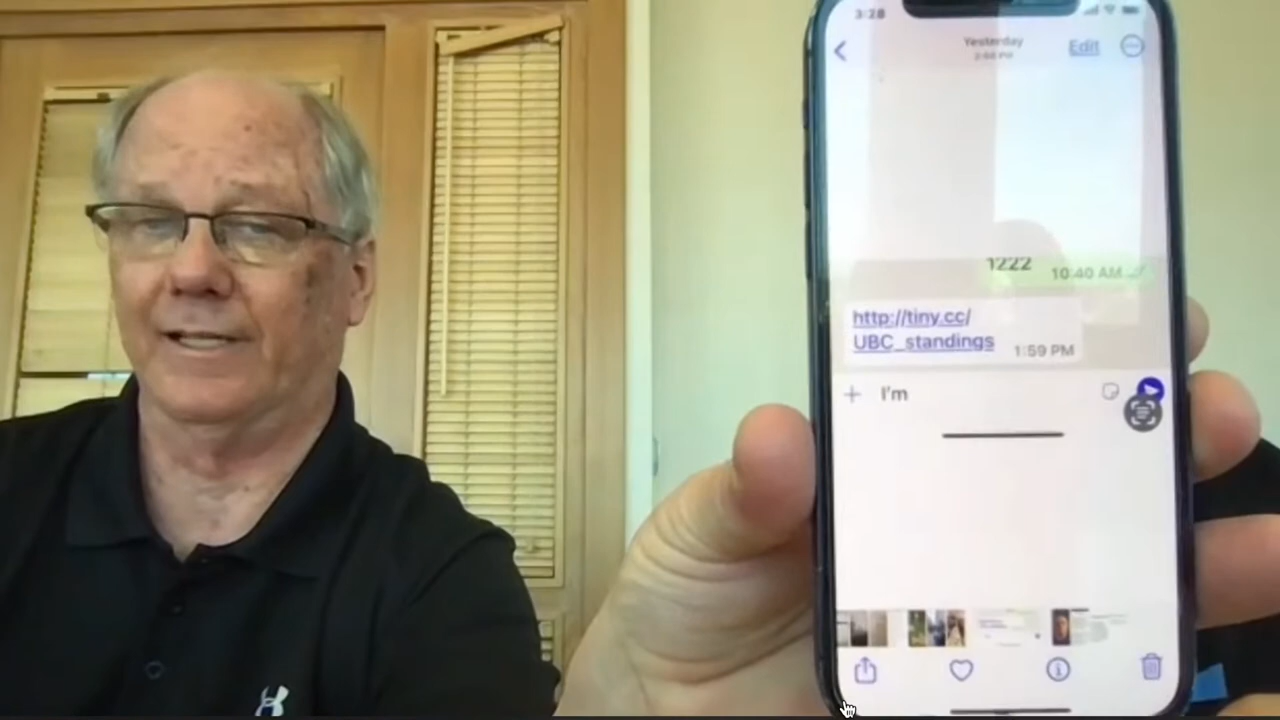 3:28
Yesterday
Edit
1222
10:40 AM
http://tiny.cc/
UBC_standings
1:59 PM
I'm